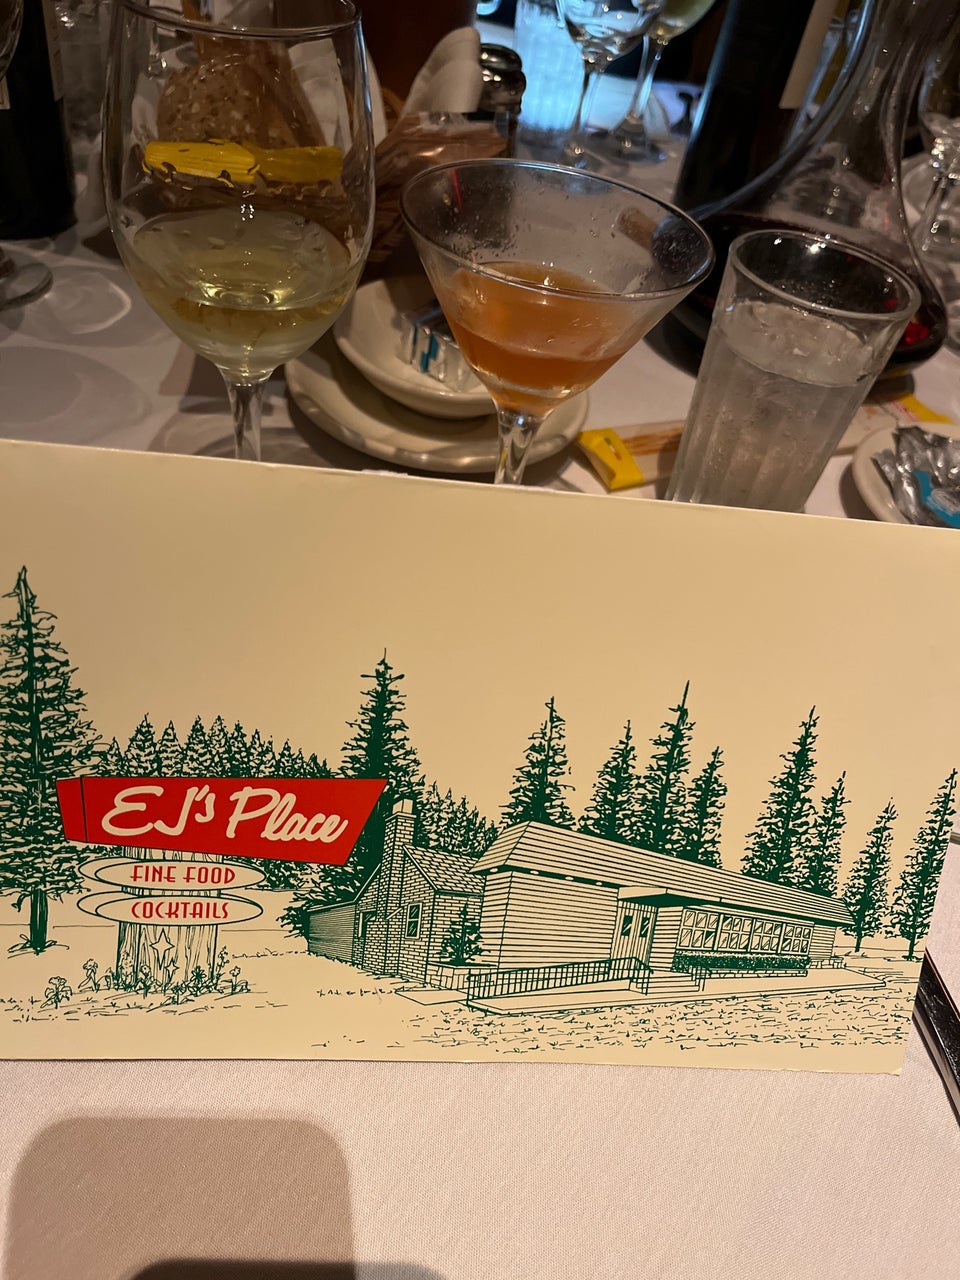 EJ's Place
FINE FOOD
COCKTAILS